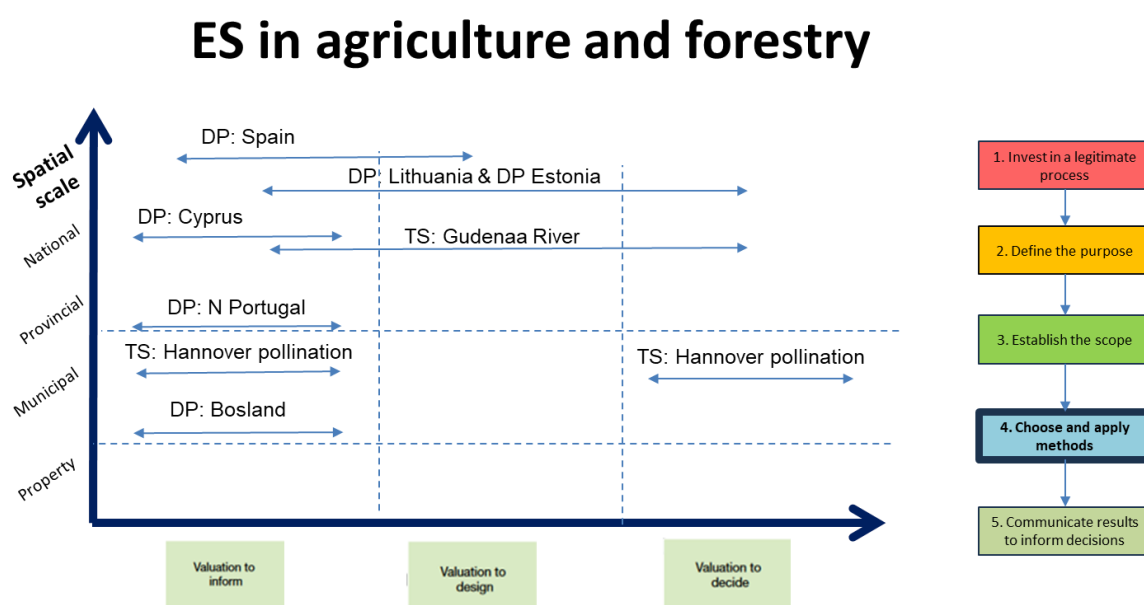 ES in agriculture and forestry
Spatial
scale
National
Provincial
Municipal
Property
DP: Spain
DP: Lithuania & DP Estonia
DP: Cyprus
TS: Gudenaa River
DP: N Portugal
TS: Hannover pollination
TS: Hannover pollination
DP: Bosland
Valuation to
inform
Valuation to
design
Valuation to
decide
1. Invest in a legitimate
process
2. Define the purpose
3. Establish the scope
4. Choose and apply
methods
5. Communicate results
to inform decisions